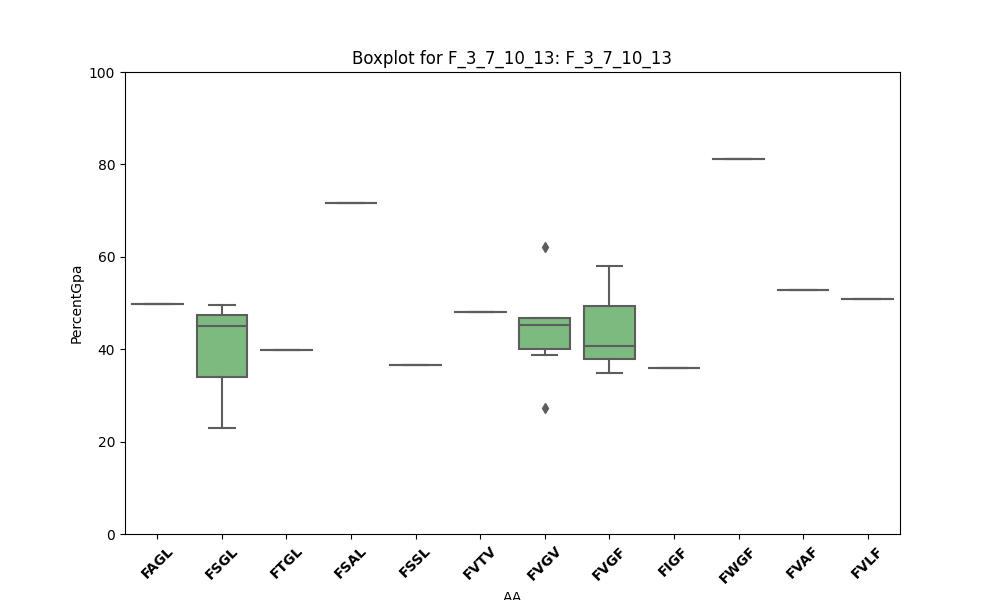 Boxplot for F_3_7_10_13: F_3_7_10_13
100
80
60
40
20
0
PercentGpa
FAGL FSGL FTGL FSAL FSSL FVTV FVGV FVGF FIGF FWGF FVAF FVLF
AA